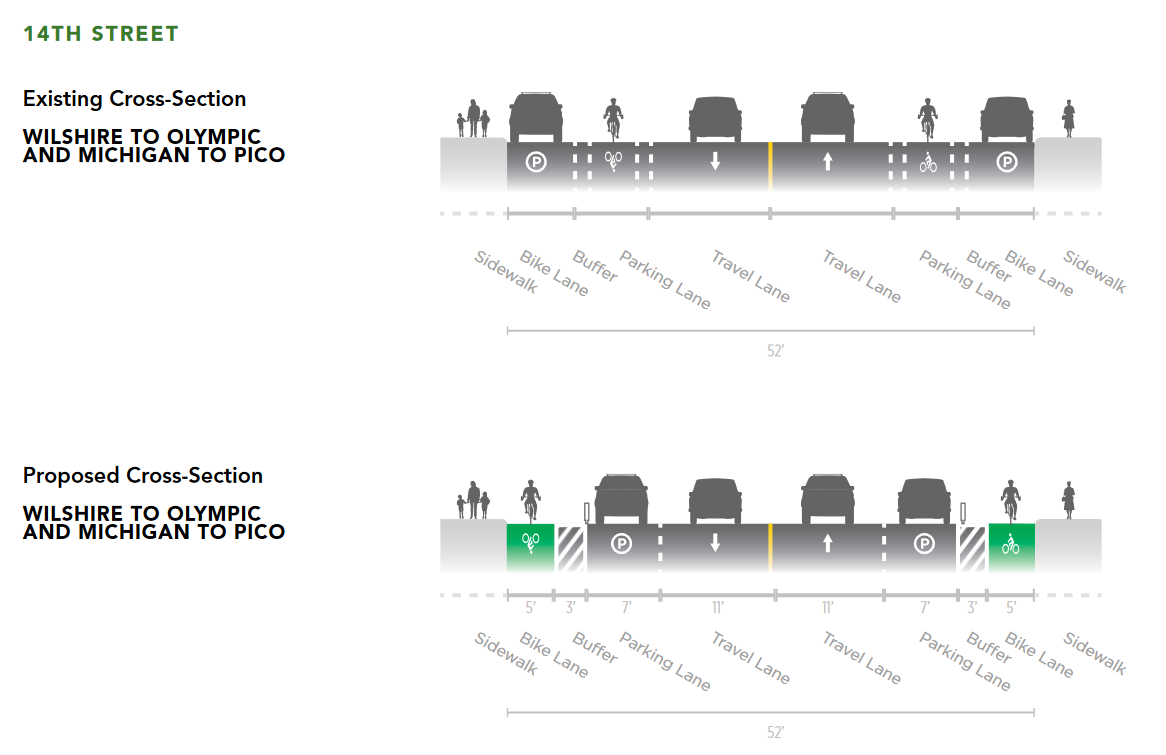 14TH STREET
Existing Cross-Section
WILSHIRE TO OLYMPIC
AND MICHIGAN TO PICO
P
P
Sidewalk Bike Lane Buffer Parking Lane Travel Lane Travel Lane Parking Lane Buffer Bike Lane Sidewalk
52’
Proposed Cross-Section
WILSHIRE TO OLYMPIC
AND MICHIGAN TO PICO
P
P
5’ 3’ 7’ 11’ 11’ 7’ 3’ 5’
Sidewalk Bike Lane Buffer Parking Lane Travel Lane Travel Lane Parking Lane Buffer Bike Lane Sidewalk
52’